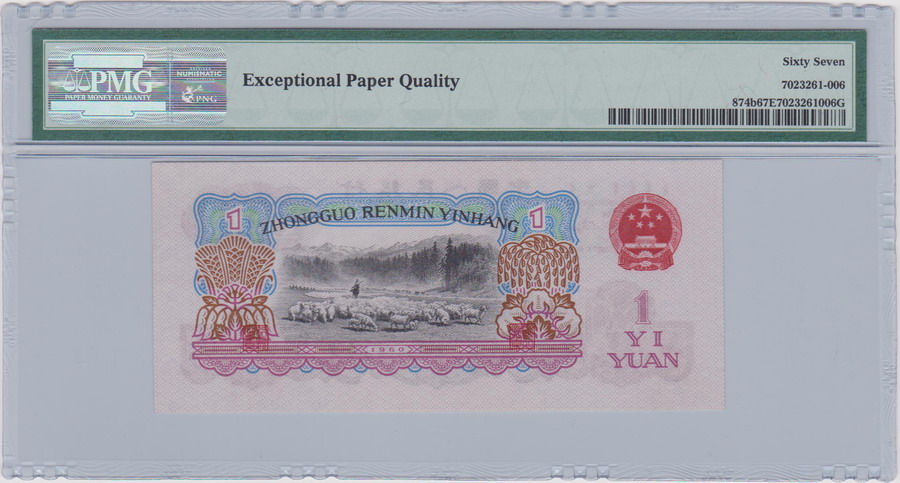 PMG
PAPER MONEY GUARANTY
NUMISMATIC
PNG
Exceptional Paper Quality
Sixty Seven
7023261-006
874b67E7023261006G
1
ZHONGGUO RENMIN YINHANG
1
1960
1
YI
YUAN